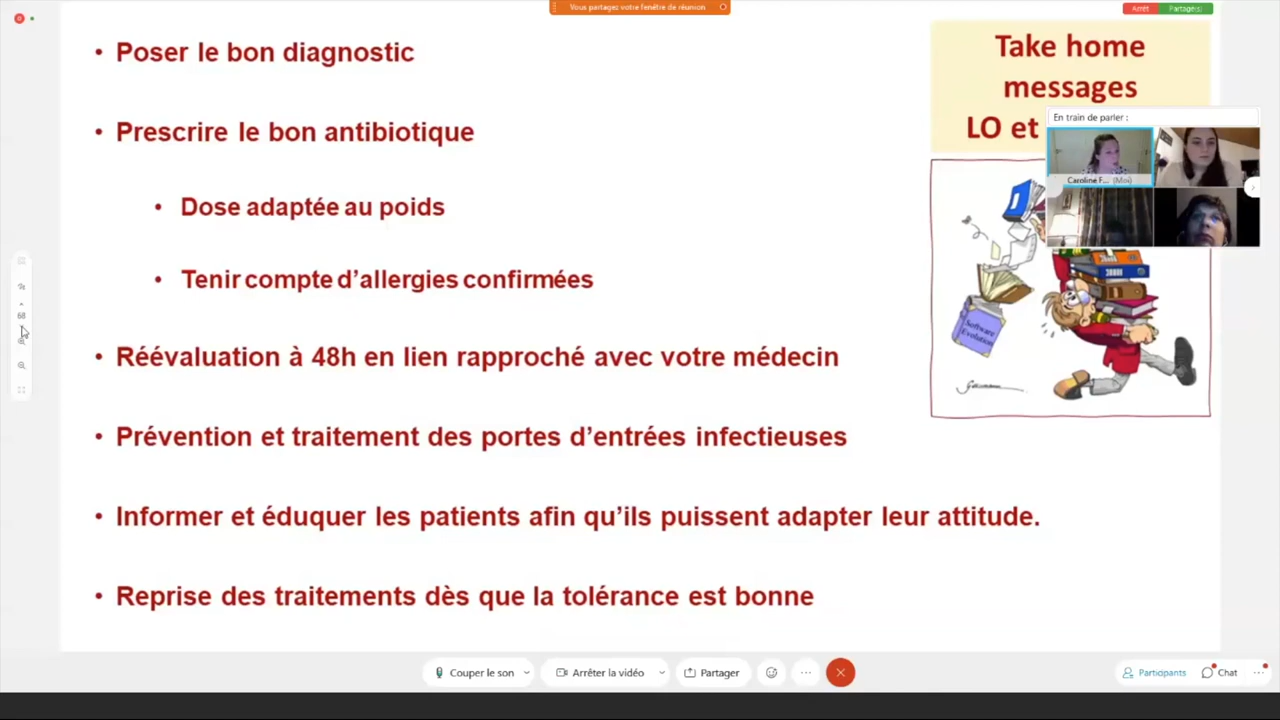 Vous partagez votre fenêtre de réunion
Arrêt
Partagé(s)
• Poser le bon diagnostic
• Prescrire le bon antibiotique
• Dose adaptée au poids
• Tenir compte d’allergies confirmées
• Réévaluation à 48h en lien rapproché avec votre médecin
• Prévention et traitement des portes d’entrées infectieuses
• Informer et éduquer les patients afin qu’ils puissent adapter leur attitude.
• Reprise des traitements dès que la tolérance est bonne
Take home
messages
LO et
En train de parler :
Caroline F... (Moi)
Software
Evolution
68
Couper le son
Arrêter la vidéo
Partager
Participants
Chat